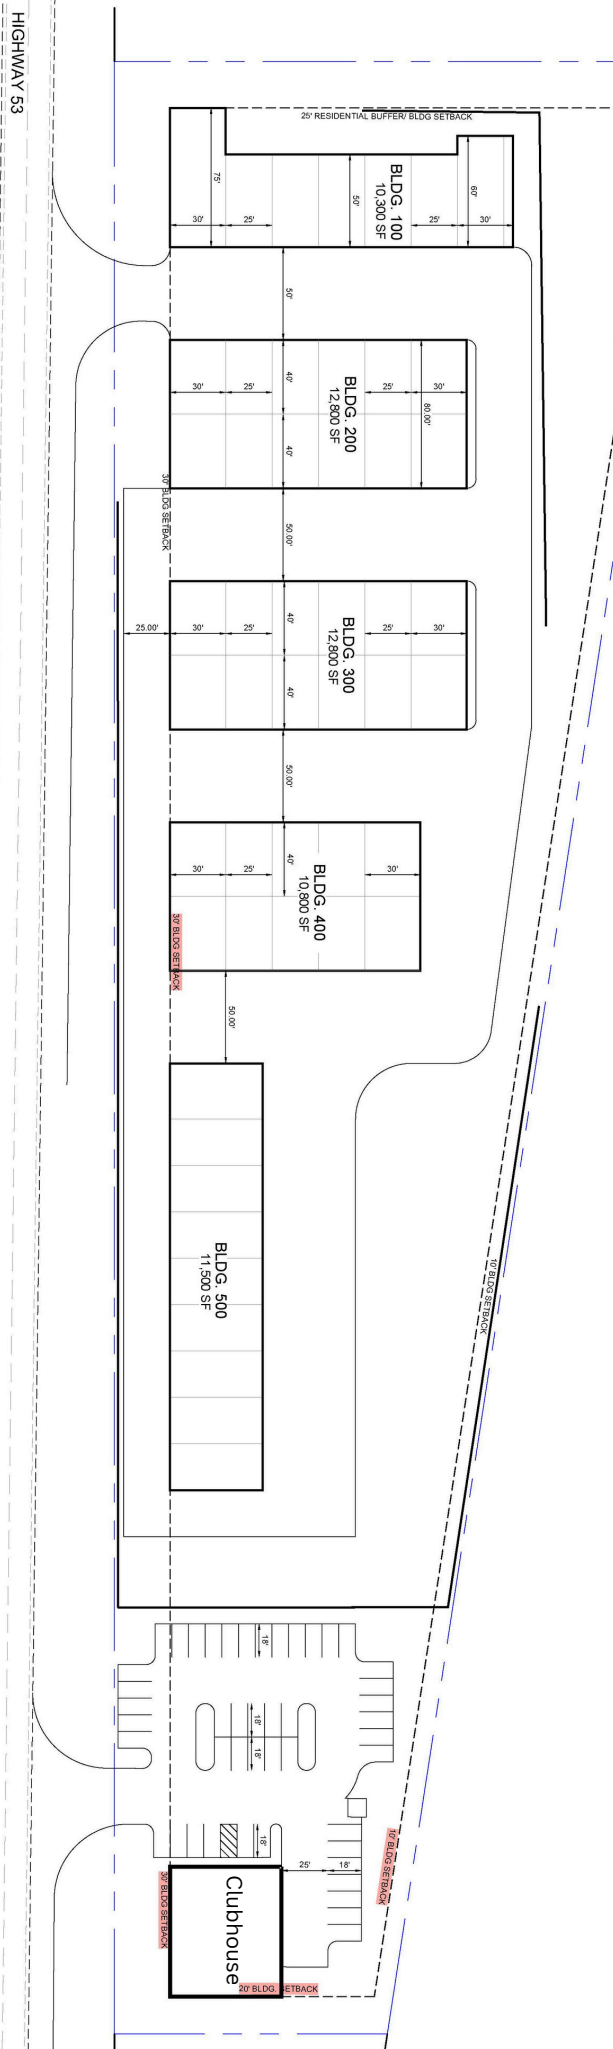 HIGHWAY 53
25' RESIDENTIAL BUFFER/ BLDG SETBACK
BLDG. 100
10,300 SF
75'
50'
60'
30'
25'
25'
30'
50'
BLDG. 200
12,800 SF
40'
40'
80.00'
30'
25'
25'
30'
30' BLDG SETBACK
50.00'
BLDG. 300
12,800 SF
40'
40'
25.00'
30'
25'
25'
30'
50.00'
BLDG. 400
10,800 SF
40'
30'
25'
30'
30' BLDG SETBACK
50.00'
BLDG. 500
11,500 SF
10' BLDG SETBACK
18'
18'
18'
18'
25'
18'
10' BLDG SETBACK
30' BLDG SETBACK
Clubhouse
20' BLDG. SETBACK